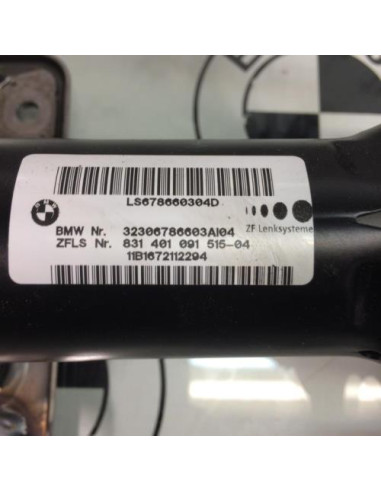 LS678660304D
BMW Nr. 32306786603AI04
ZF Lenksysteme
ZFLS Nr. 831 401 091 515-04
11B1672112294